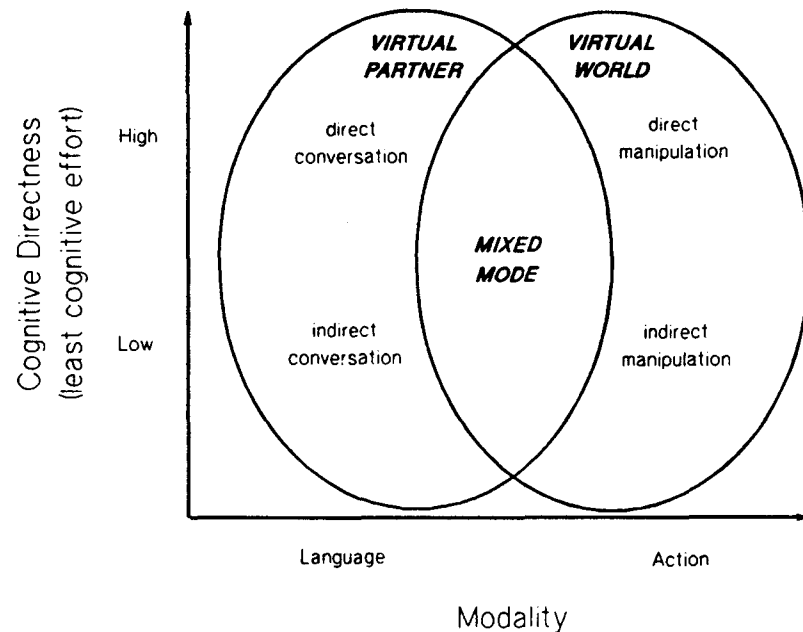 VIRTUAL
PARTNER
VIRTUAL
WORLD
Cognitive Directness
(least cognitive effort)
High
direct
conversation
direct
manipulation
MIXED
MODE
Low
indirect
conversation
indirect
manipulation
Language
Action
Modality